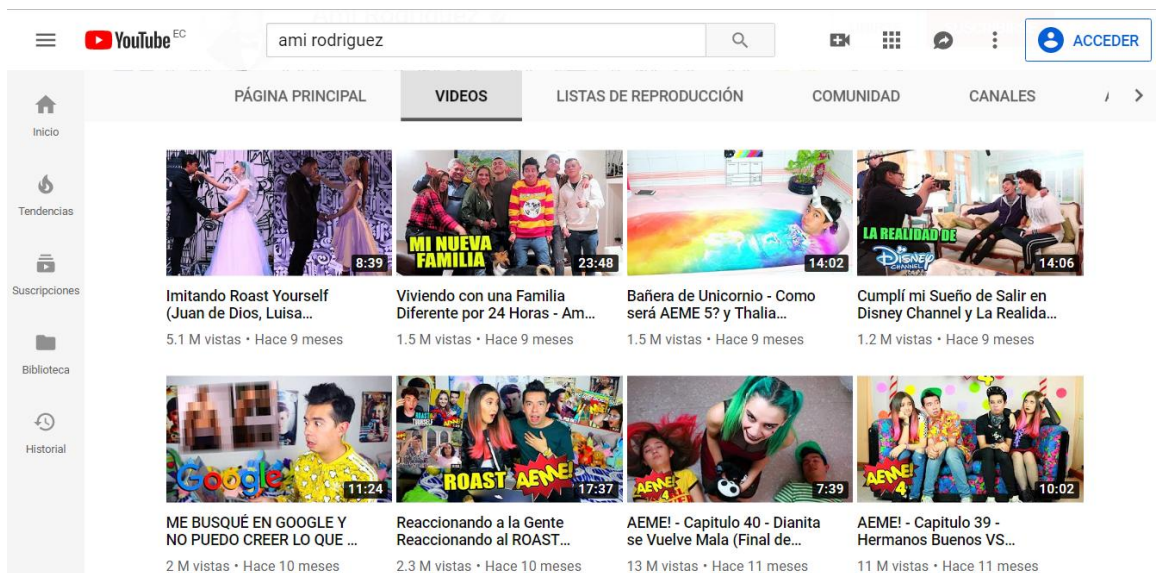 YouTube EC
ami rodriguez
ACCEDER
PÁGINA PRINCIPAL
VIDEOS
LISTAS DE REPRODUCCIÓN
COMUNIDAD
CANALES
Inicio
Tendencias
Suscripciones
Biblioteca
Historial
8:39
MI NUEVA
FAMILIA
23:48
14:02
LA REALIDAD DE
Disney
CHANNEL
14:06
Imitando Roast Yourself
(Juan de Dios, Luisa...
5.1 M vistas • Hace 9 meses
Viviendo con una Familia
Diferente por 24 Horas - Am...
1.5 M vistas • Hace 9 meses
Bañera de Unicornio - Como
será AEME 5? y Thalia...
1.5 M vistas • Hace 9 meses
Cumplí mi Sueño de Salir en
Disney Channel y La Realida...
1.2 M vistas • Hace 9 meses
Google
11:24
ROAST
YOURSELF
ROAST
AEME!
17:37
AEME!
4
7:39
AEME!
4
10:02
ME BUSQUÉ EN GOOGLE Y
NO PUEDO CREER LO QUE ...
2 M vistas • Hace 10 meses
Reaccionando a la Gente
Reaccionando al ROAST...
2.3 M vistas • Hace 10 meses
AEME! - Capitulo 40 - Dianita
se Vuelve Mala (Final de...
13 M vistas • Hace 11 meses
AEME! - Capitulo 39 -
Hermanos Buenos VS...
11 M vistas • Hace 11 meses